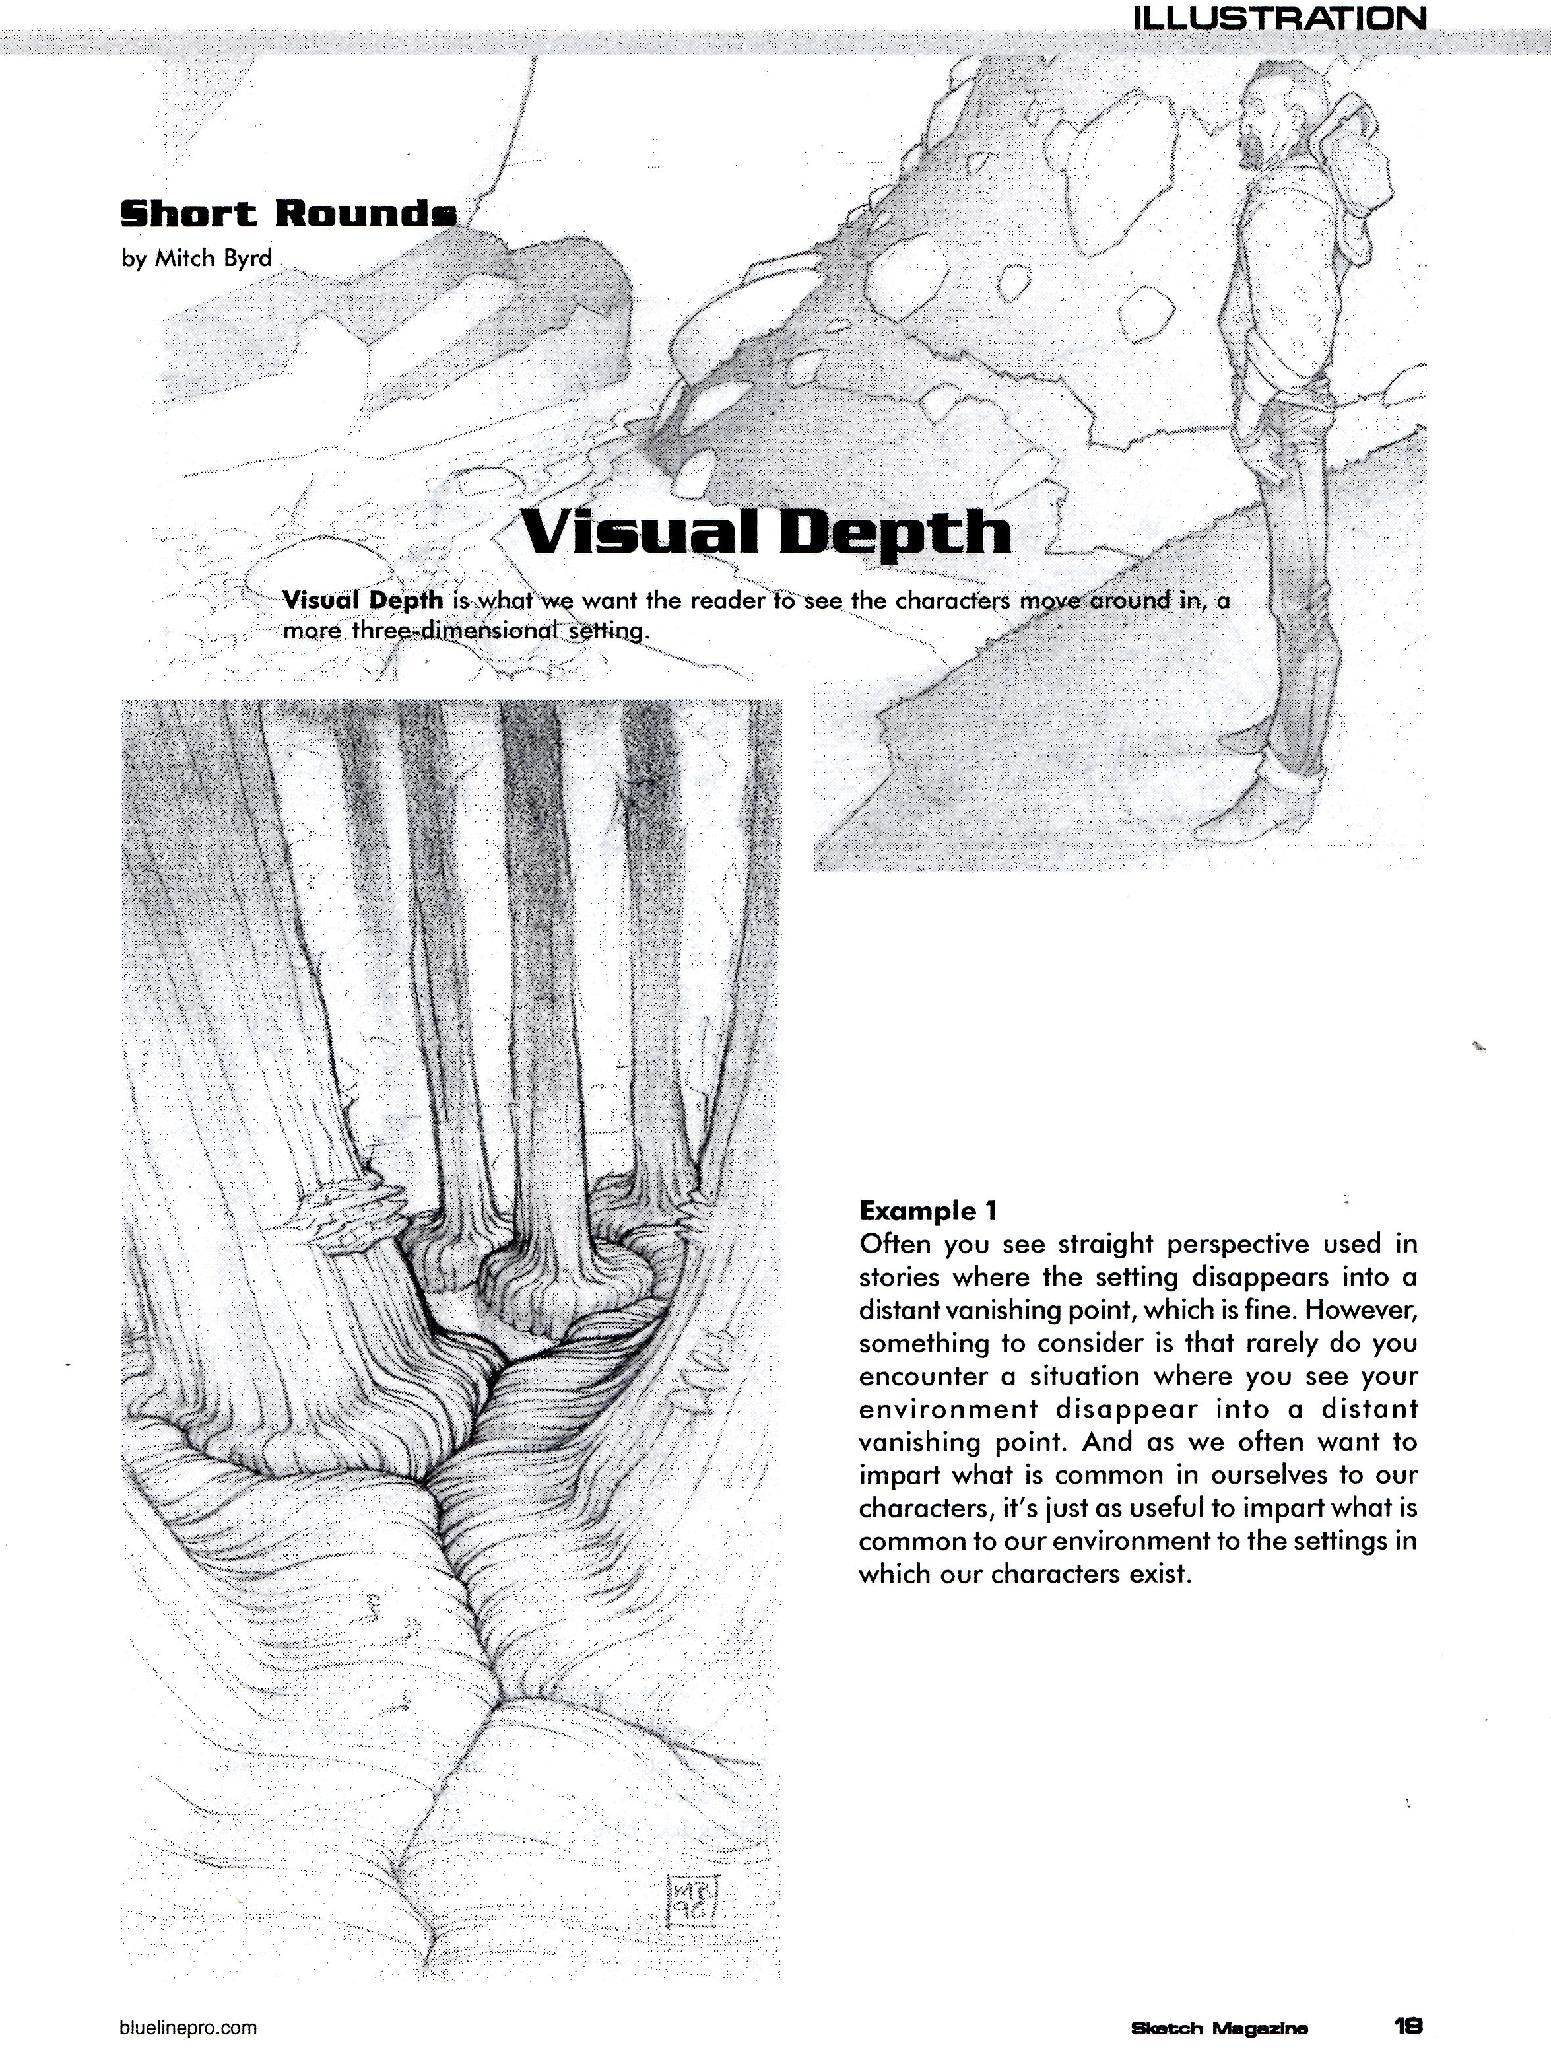 ILLUSTRATION
Short Rounds
by Mitch Byrd
Visual Depth
Visual Depth is what we want the reader to see the characters move around in, a
more three-dimensional setting.
Example 1
Often you see straight perspective used in
stories where the setting disappears into a
distant vanishing point, which is fine. However,
something to consider is that rarely do you
encounter a situation where you see your
environment disappear into a distant
vanishing point. And as we often want to
impart what is common in ourselves to our
characters, it's just as useful to impart what is
common to our environment to the settings in
which our characters exist.
bluelinepro.com
Sketch Magazine